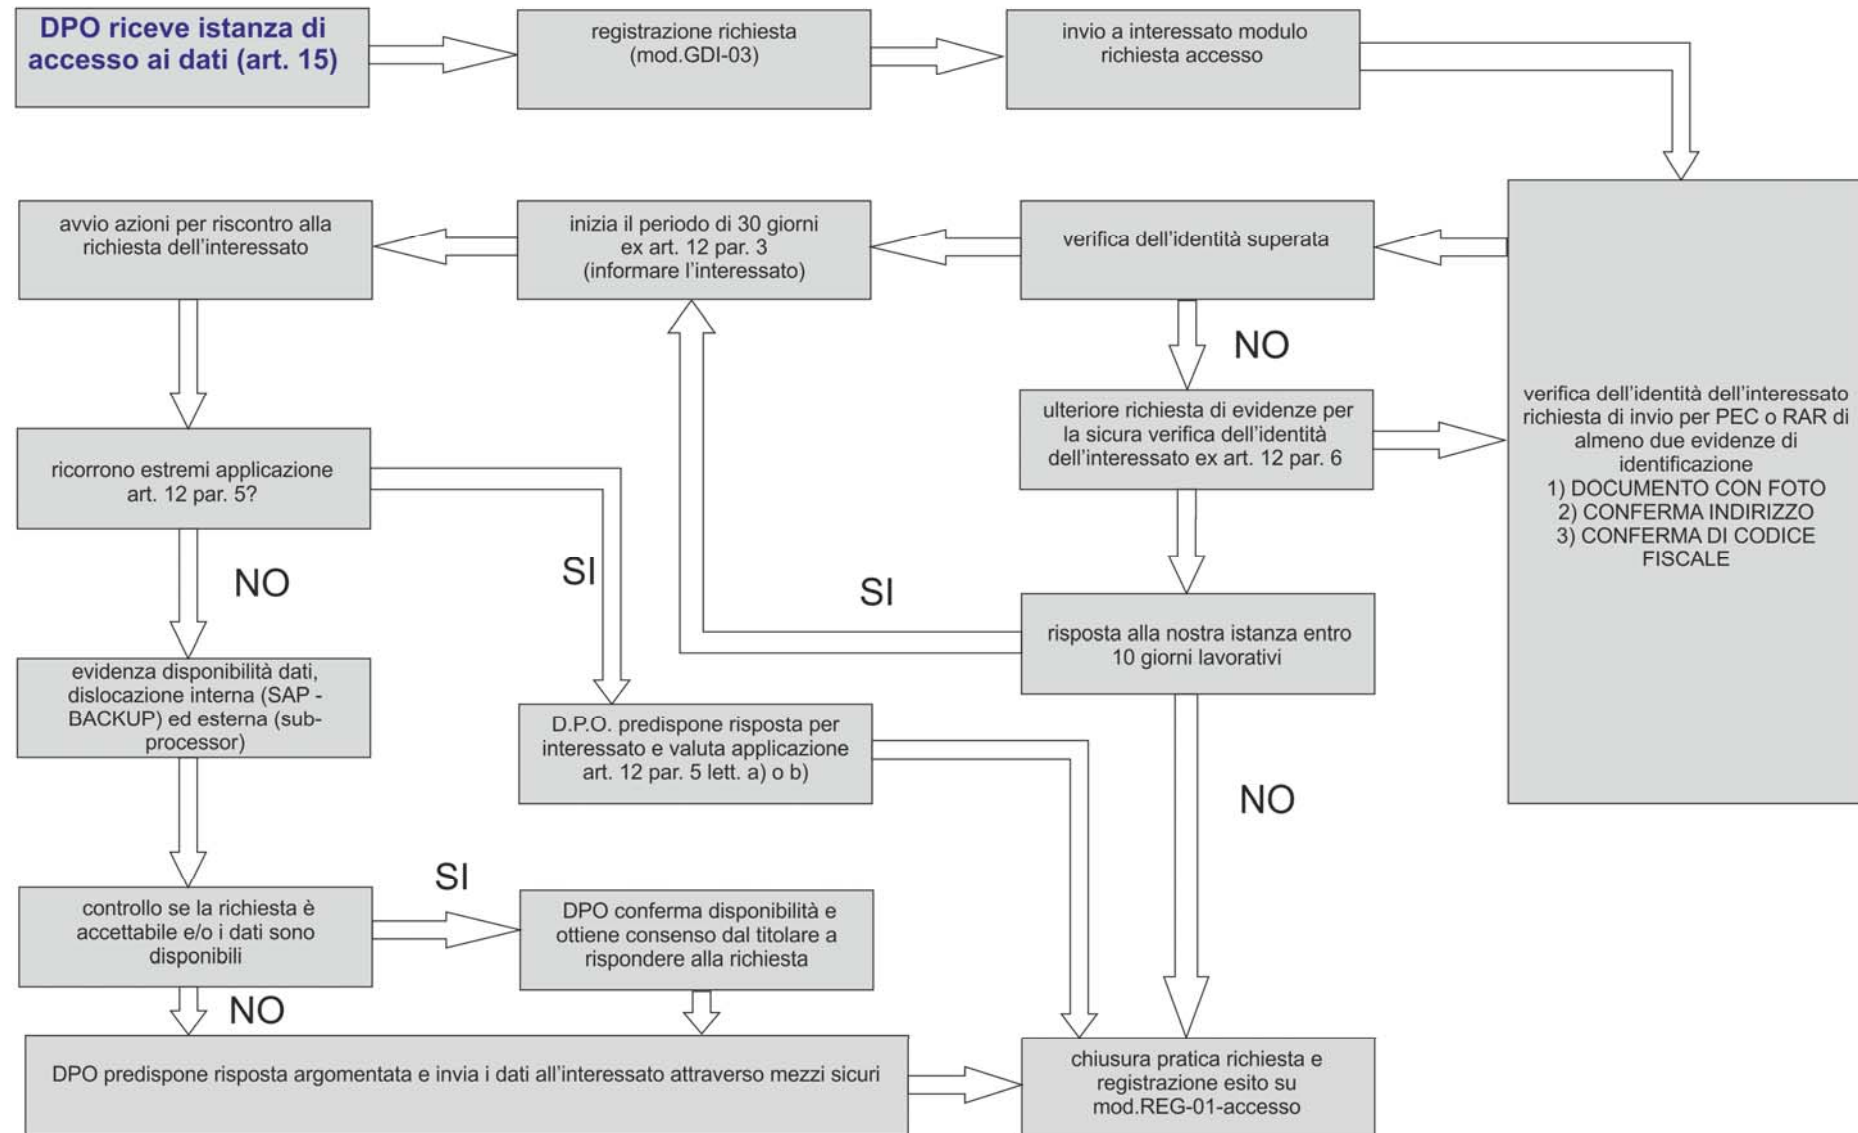 DPO riceve istanza di
accesso ai dati (art. 15)
registrazione richiesta
(mod.GDI-03)
invio a interessato modulo
richiesta accesso
avvio azioni per riscontro alla
richiesta dell'interessato
inizia il periodo di 30 giorni
ex art. 12 par. 3
(informare l'interessato)
verifica dell'identità superata
NO
verifica dell'identità dell'interessato
richiesta di invio per PEC o RAR di
almeno due evidenze di
identificazione
1) DOCUMENTO CON FOTO
2) CONFERMA INDIRIZZO
3) CONFERMA DI CODICE
FISCALE
ulteriore richiesta di evidenze per
la sicura verifica dell'identità
dell'interessato ex art. 12 par. 6
ricorrono estremi applicazione
art. 12 par. 5?
NO
SI
SI
risposta alla nostra istanza entro
10 giorni lavorativi
evidenza disponibilità dati,
dislocazione interna (SAP -
BACKUP) ed esterna (sub-
processor)
D.P.O. predispone risposta per
interessato e valuta applicazione
art. 12 par. 5 lett. a) o b)
NO
SI
controllo se la richiesta è
accettabile e/o i dati sono
disponibili
DPO conferma disponibilità e
ottiene consenso dal titolare a
rispondere alla richiesta
NO
DPO predispone risposta argomentata e invia i dati all'interessato attraverso mezzi sicuri
chiusura pratica richiesta e
registrazione esito su
mod.REG-01-accesso